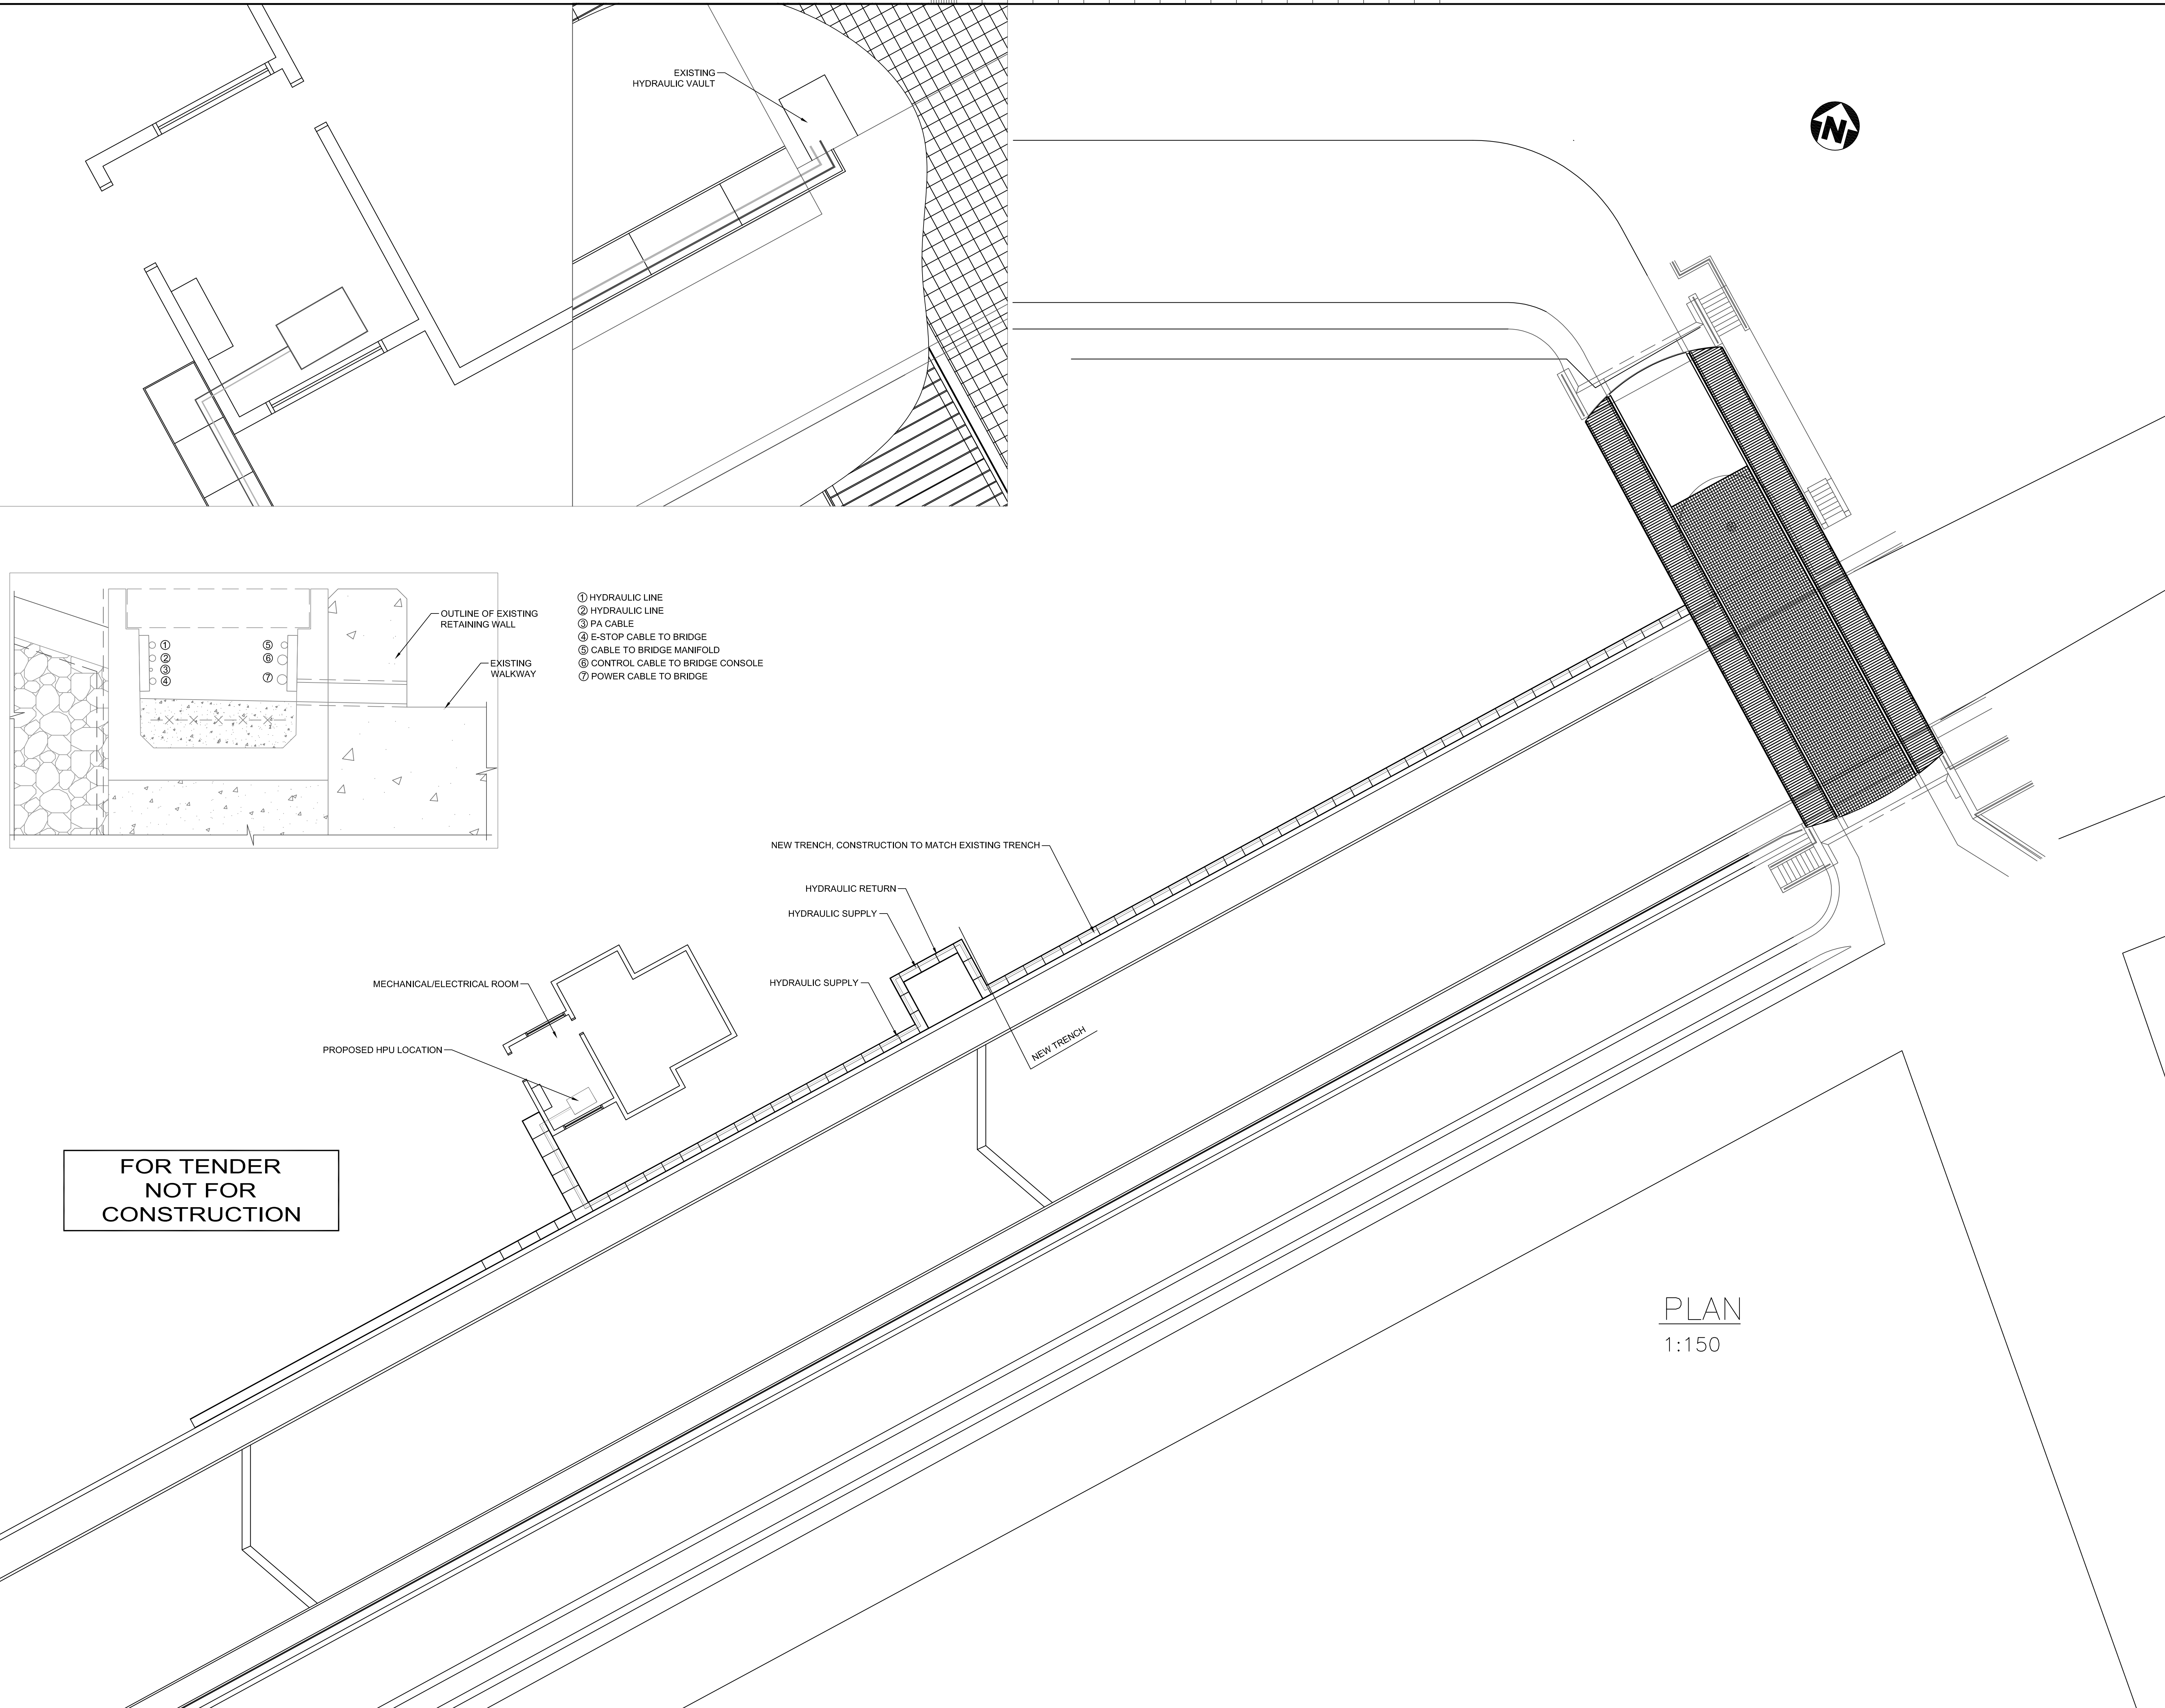 EXISTING
HYDRAULIC VAULT
N
OUTLINE OF EXISTING
RETAINING WALL
EXISTING
WALKWAY
1
2
3
4
5
6
7
1 HYDRAULIC LINE
2 HYDRAULIC LINE
3 PA CABLE
4 E-STOP CABLE TO BRIDGE
5 CABLE TO BRIDGE MANIFOLD
6 CONTROL CABLE TO BRIDGE CONSOLE
7 POWER CABLE TO BRIDGE
NEW TRENCH, CONSTRUCTION TO MATCH EXISTING TRENCH
HYDRAULIC RETURN
HYDRAULIC SUPPLY
HYDRAULIC SUPPLY
MECHANICAL/ELECTRICAL ROOM
PROPOSED HPU LOCATION
NEW TRENCH
FOR TENDER
NOT FOR
CONSTRUCTION
PLAN
1:150